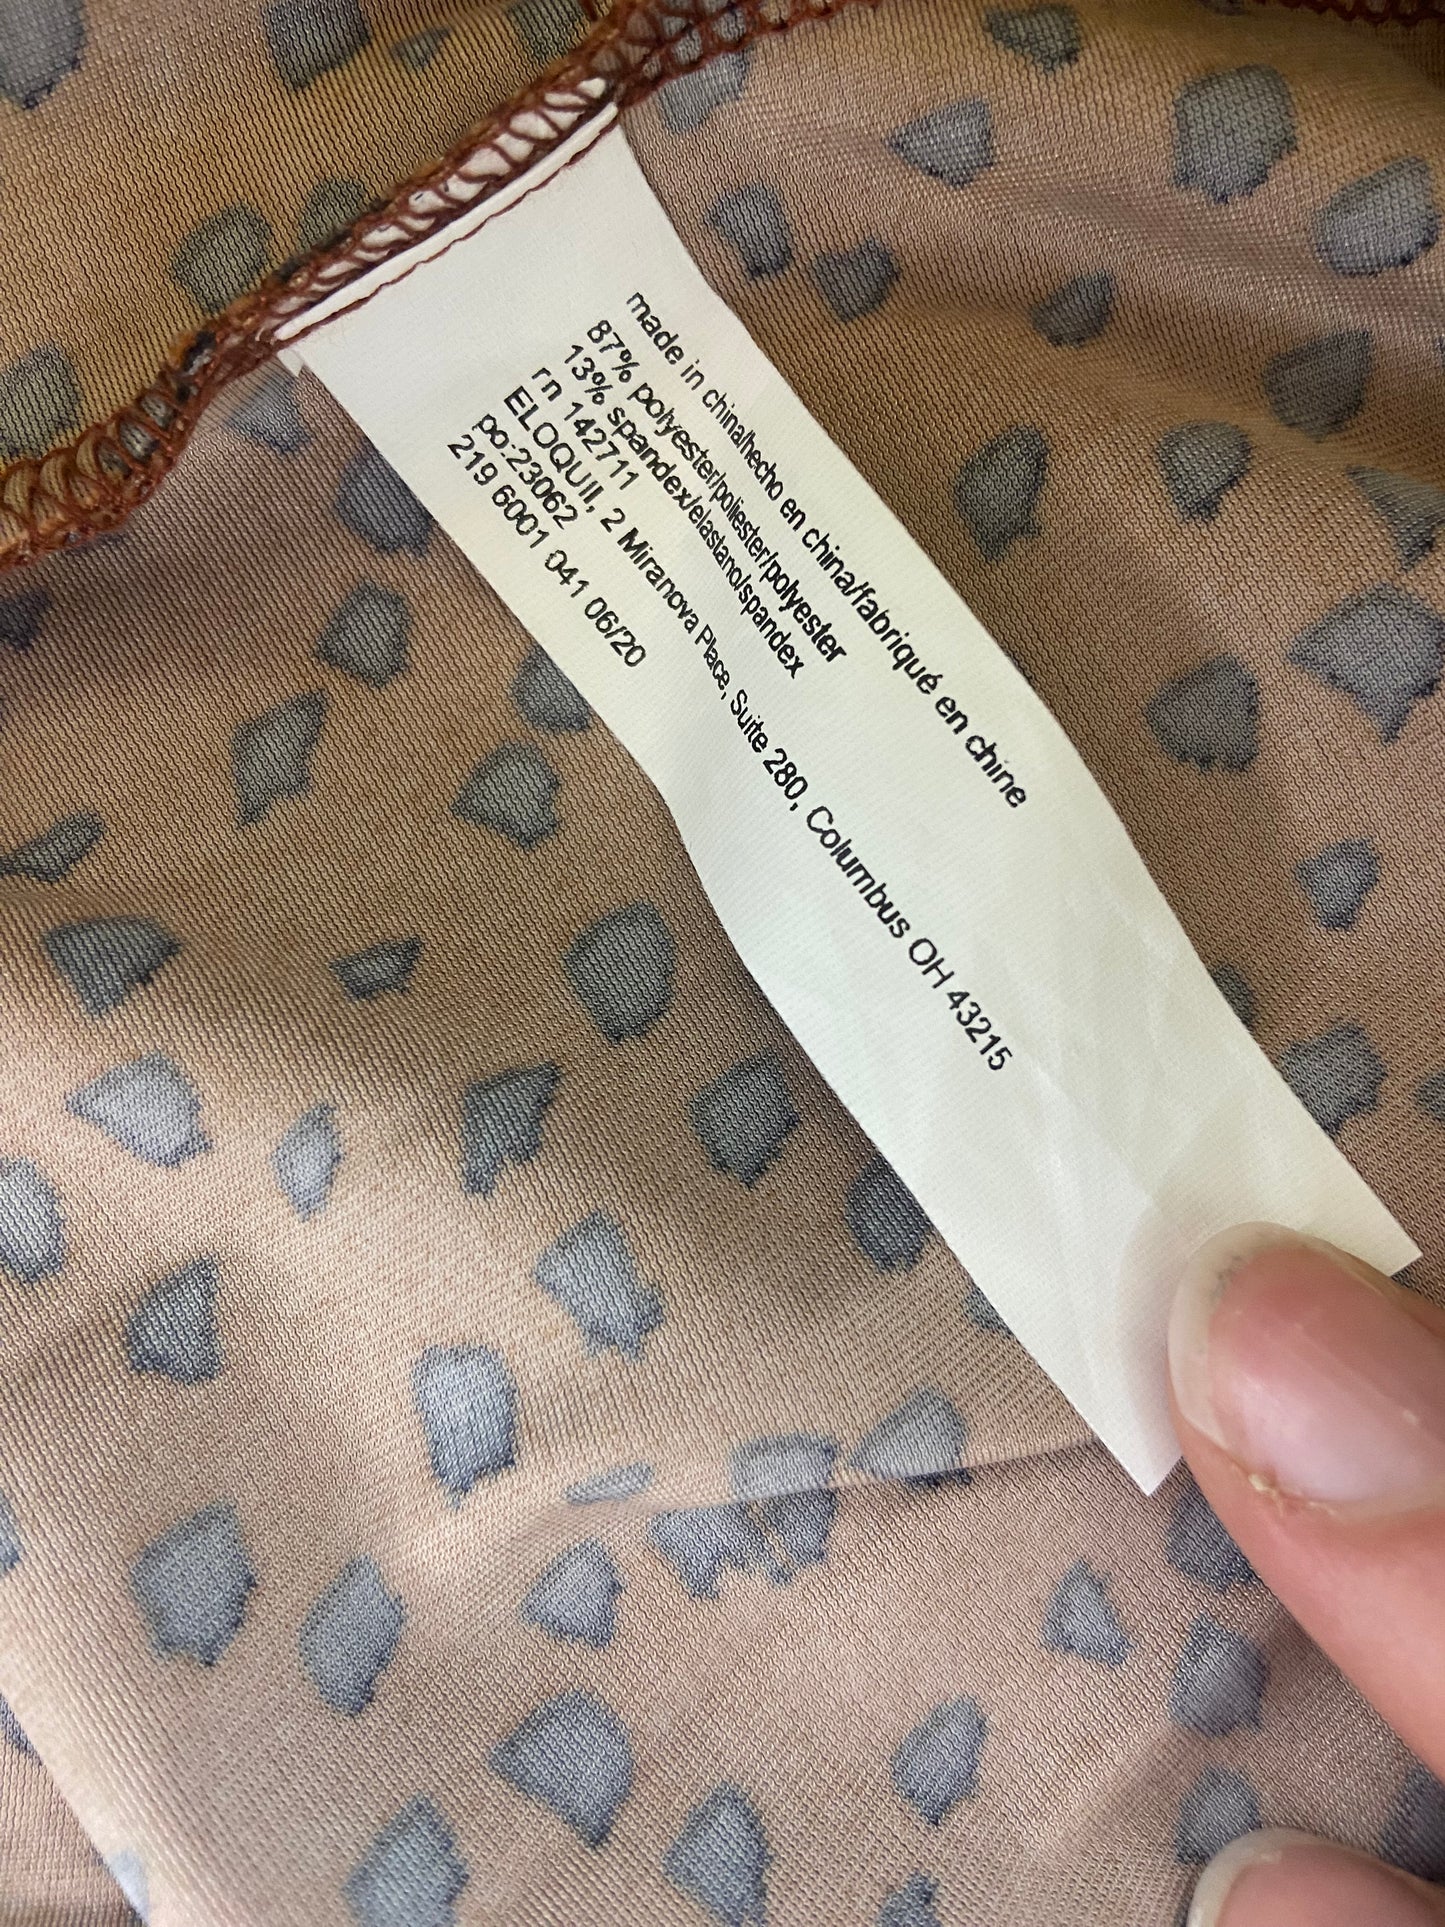 made in china/hecho en china/fabriqué en chine
87% polyester/poliester/polyester
13% spandex/elastano/spandex
rn 142711
ELOQUII, 2 Miranova Place, Suite 280, Columbus OH 43215
po:23062
219 6001 041 06/20